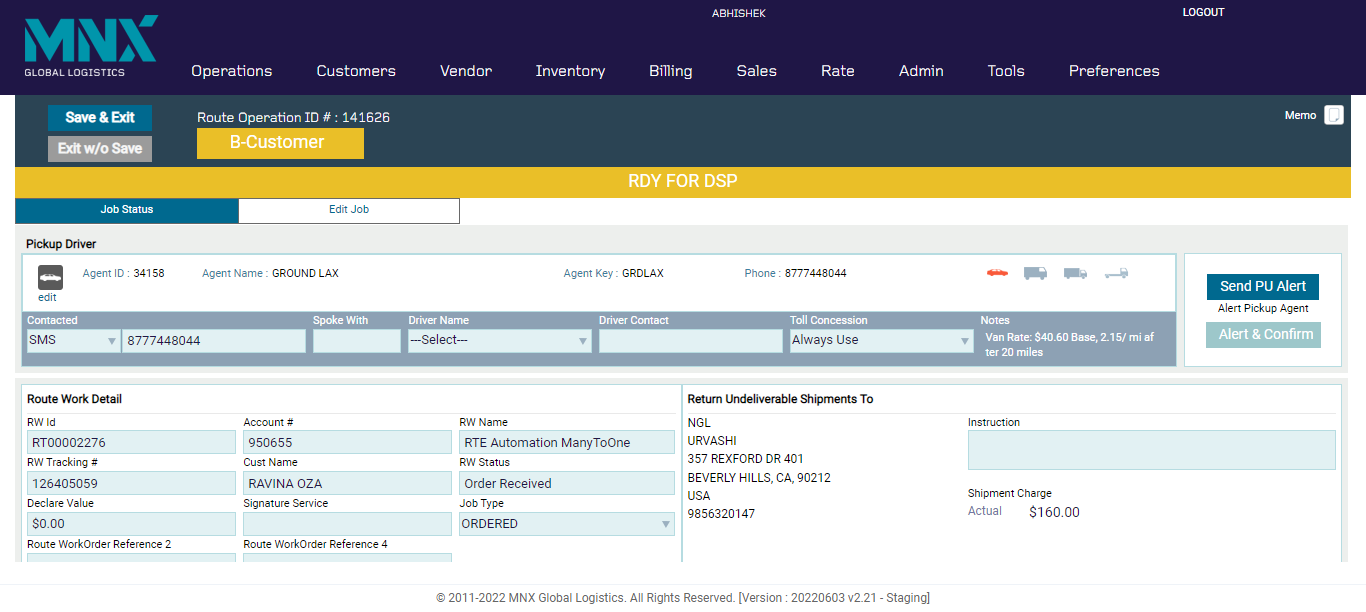 ABHISHEK
LOGOUT
MNX
GLOBAL LOGISTICS
Operations Customers Vendor Inventory Billing Sales Rate Admin Tools Preferences
Save & Exit
Route Operation ID # : 141626
Memo
Exit w/o Save
B-Customer
RDY FOR DSP
Job Status
Edit Job
Pickup Driver
Agent ID : 34158 Agent Name : GROUND LAX Agent Key : GRDLAX Phone : 8777448044
edit
Send PU Alert
Alert Pickup Agent
Alert & Confirm
Contacted Spoke With Driver Name Driver Contact Toll Concession Notes
SMS 8777448044 ---Select--- Always Use
Van Rate: $40.60 Base, 2.15/ mi af
ter 20 miles
Route Work Detail
RW Id Account # RW Name
RT00002276 950655 RTE Automation ManyToOne
RW Tracking # Cust Name RW Status
126405059 RAVINA OZA Order Received
Declare Value Signature Service Job Type
$0.00 ORDERED
Route WorkOrder Reference 2 Route WorkOrder Reference 4
Return Undeliverable Shipments To
NGL
URVASHI
357 REXFORD DR 401
BEVERLY HILLS, CA, 90212
USA
9856320147
Instruction
Shipment Charge
Actual $160.00
© 2011-2022 MNX Global Logistics. All Rights Reserved. [Version : 20220603 v2.21 - Staging]